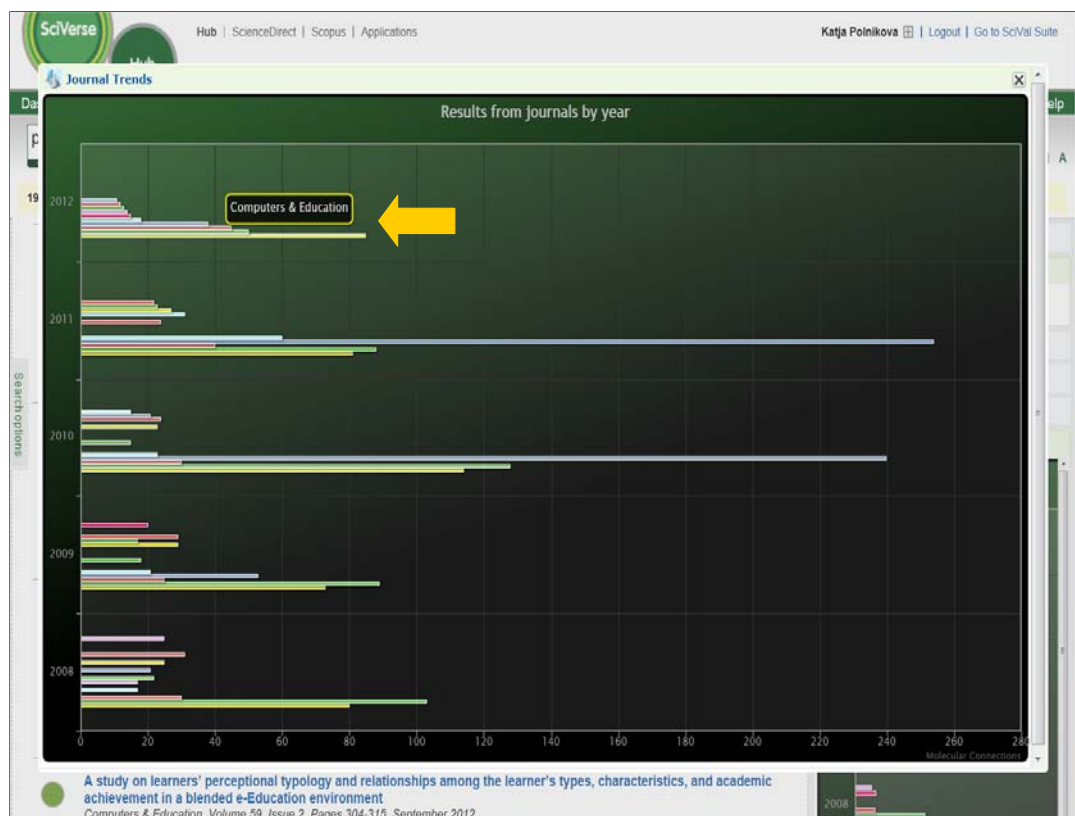 SciVerse
Hub
Hub | ScienceDirect | Scopus | Applications
Katja Polnikova | Logout | Go to SciVal Suite
Journal Trends
X
Da
elp
p
A
19
Results from journals by year
2012
Computers & Education
2011
2010
2009
2008
0 20 40 60 80 100 120 140 160 180 200 220 240 260 280
Molecular Connections
Search options
A study on learners' perceptional typology and relationships among the learner's types, characteristics, and academic
achievement in a blended e-Education environment
Computers & Education, Volume 59, Issue 2, Pages 304-315, September 2012
2008